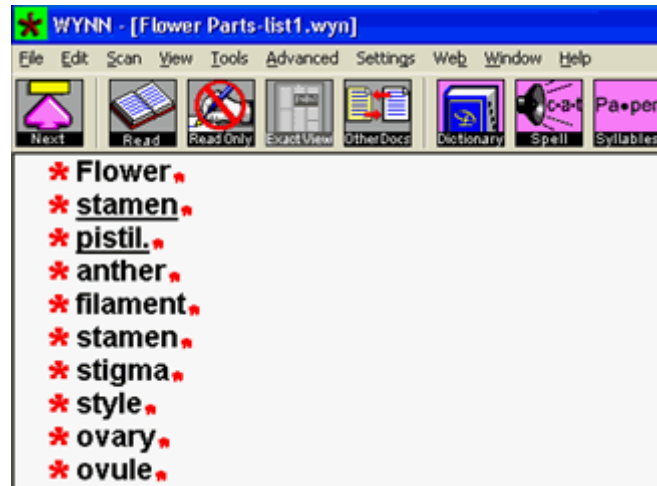 WYNN - [Flower Parts-list1.wyn]
File Edit Scan View Tools Advanced Settings Web Window Help
Next Read Read Only Exact View Other Docs Dictionary c-a-t Spell Pa•per Syllables
* Flower
* stamen
* pistil.
* anther
* filament
* stamen
* stigma
* style
* ovary
* ovule